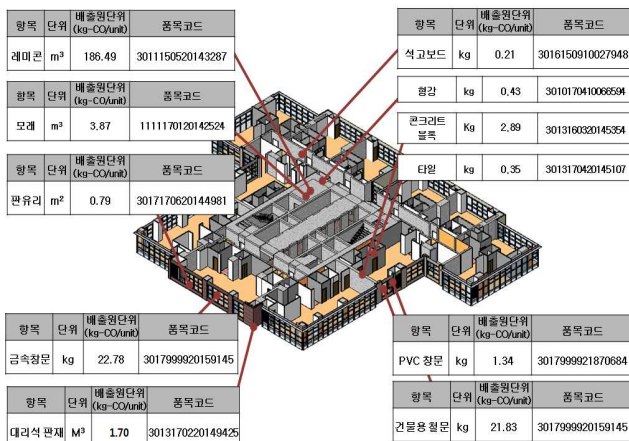 항목 단위 배출원단위 (kg-CO/unit) 품목코드
레미콘 m³ 186.49 3011150520143287
항목 단위 배출원단위 (kg-CO/unit) 품목코드
모래 m³ 3.87 1111170120142524
항목 단위 배출원단위 (kg-CO/unit) 품목코드
판유리 m² 0.79 3017170620144981
항목 단위 배출원단위 (kg-CO/unit) 품목코드
금속창문 kg 22.78 3017999920159145
항목 단위 배출원단위 (kg-CO/unit) 품목코드
대리석 판재 M³ 1.70 3013170220149425
항목 단위 배출원단위 (kg-CO/unit) 품목코드
석고보드 kg 0.21 3016150910027948
형강 kg 0.43 3010170410066594
콘크리트 블록 Kg 2.89 3013160320145354
타일 kg 0.35 3013170420145107
항목 단위 배출원단위 (kg-CO/unit) 품목코드
PVC 창문 kg 1.34 3017999921870684
항목 단위 배출원단위 (kg-CO/unit) 품목코드
건물용철문 kg 21.83 3017999920159145